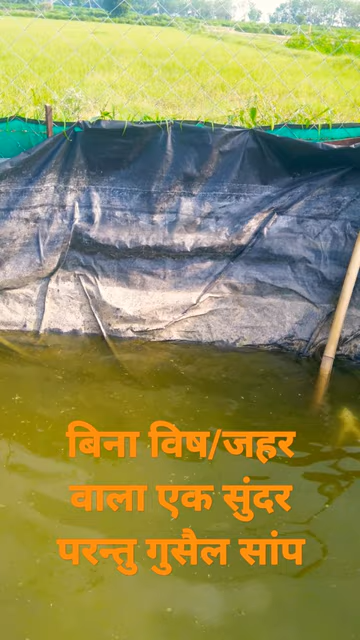 बिना विष/जहर
वाला एक सुंदर
परन्तु गुसैल सांप